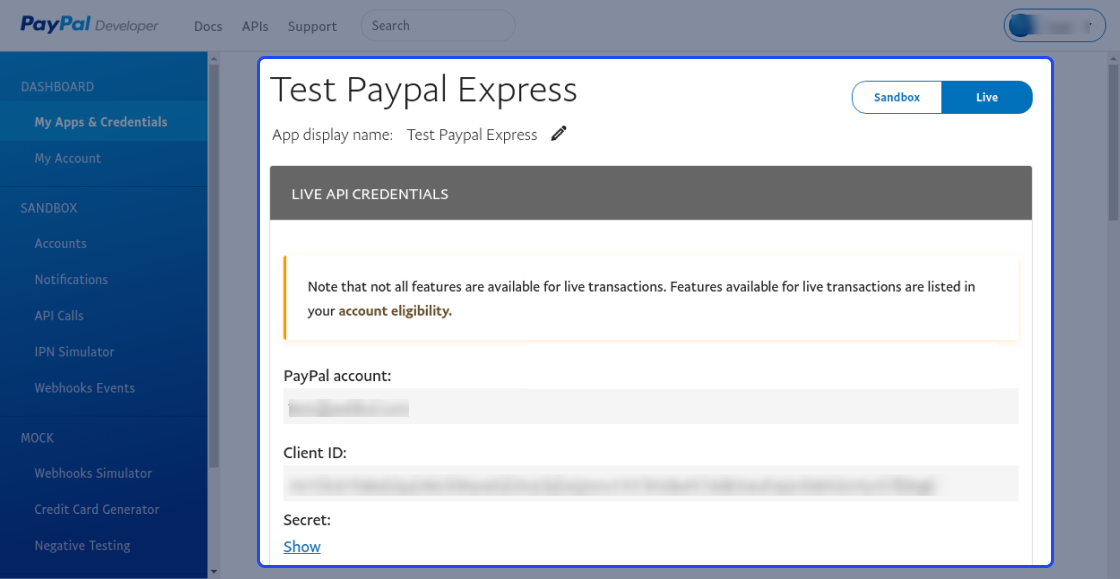 PayPal Developer
Docs APIs Support Search
DASHBOARD
My Apps & Credentials
My Account
SANDBOX
Accounts
Notifications
API Calls
IPN Simulator
Webhooks Events
MOCK
Webhooks Simulator
Credit Card Generator
Negative Testing
Test Paypal Express
Sandbox Live
App display name: Test Paypal Express
LIVE API CREDENTIALS
Note that not all features are available for live transactions. Features available for live transactions are listed in
your account eligibility.
PayPal account:
Client ID:
Secret:
Show